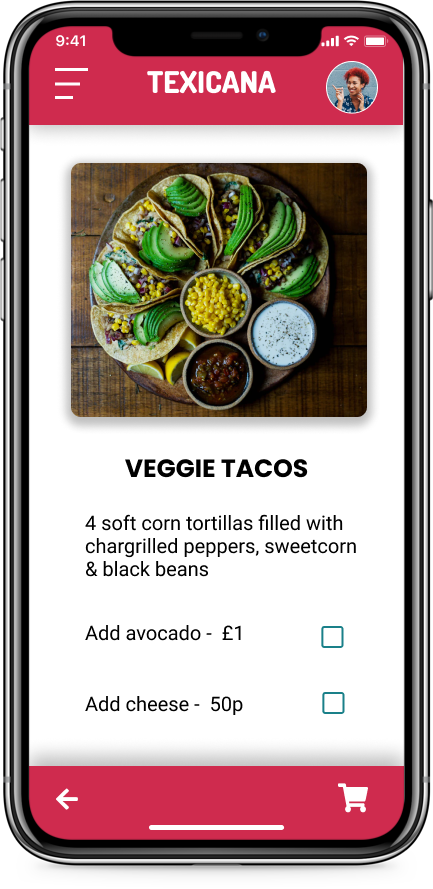 9:41
TEXICANA
VEGGIE TACOS
4 soft corn tortillas filled with
chargrilled peppers, sweetcorn
& black beans
Add avocado - £1
Add cheese - 50p